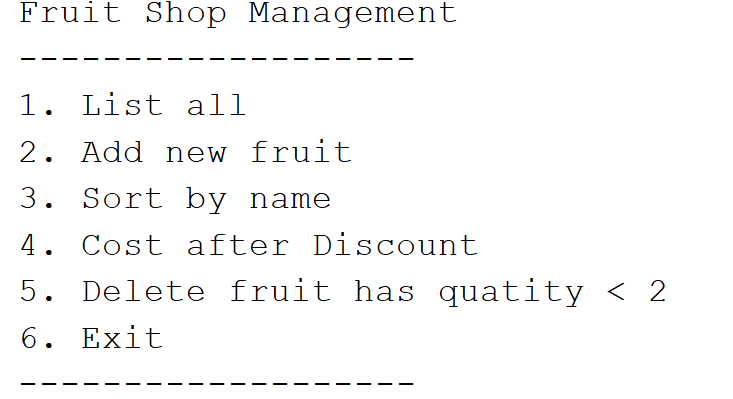 Fruit Shop Management
-------------------
1. List all
2. Add new fruit
3. Sort by name
4. Cost after Discount
5. Delete fruit has quatity < 2
6. Exit
-------------------